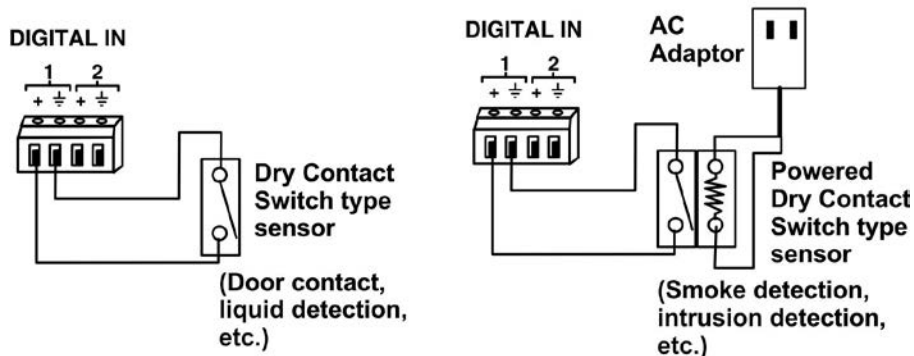 DIGITAL IN
1 2
+ ⏚ + ⏚
Dry Contact
Switch type
sensor
(Door contact,
liquid detection,
etc.)
DIGITAL IN
1 2
+ ⏚ + ⏚
AC
Adaptor
Powered
Dry Contact
Switch type
sensor
(Smoke detection,
intrusion detection,
etc.)